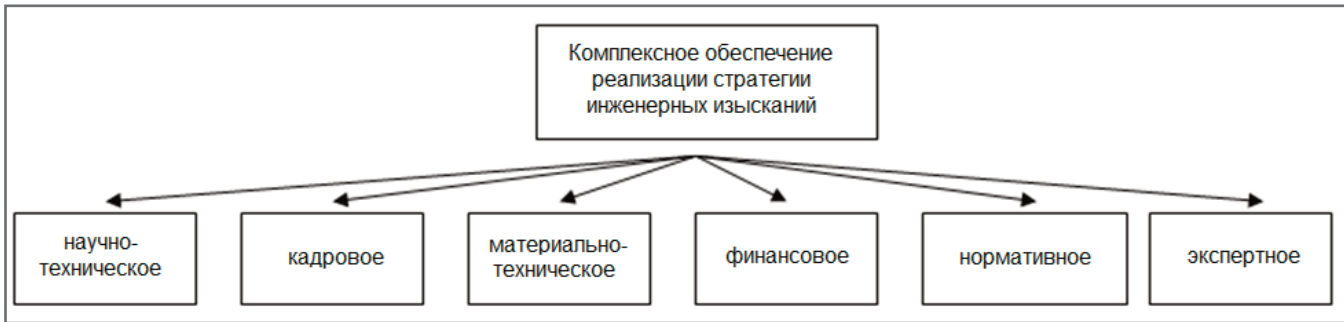 Комплексное обеспечение
реализации стратегии
инженерных изысканий
научно-
техническое
кадровое
материально-
техническое
финансовое
нормативное
экспертное